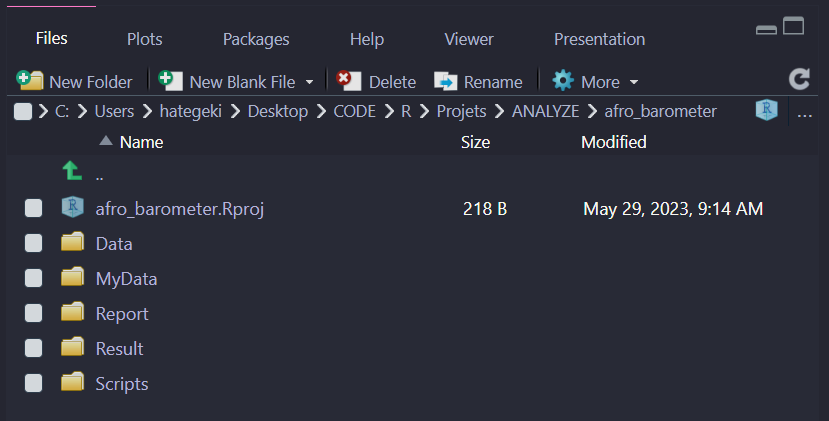 Files Plots Packages Help Viewer Presentation
New Folder New Blank File Delete Rename More
C: Users hategeki Desktop CODE R Projets ANALYZE afro_barometer ...
Name Size Modified
..
afro_barometer.Rproj 218 B May 29, 2023, 9:14 AM
Data
MyData
Report
Result
Scripts